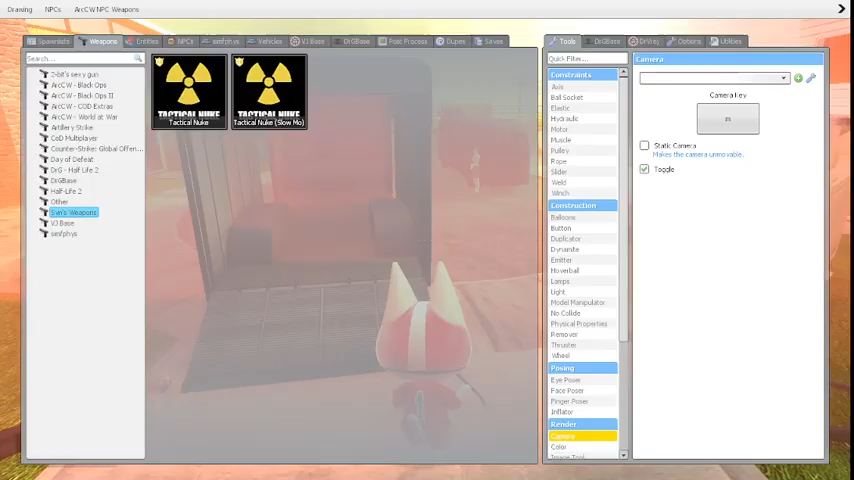 Drawing NPCs ArcCW NPC Weapons
Spawnlists Weapons Entities NPCs smfphys Vehicles VJ Base DrGBase Post Process Dupes Saves
Tools DrGBase DrVrej Options Utilities
Search...
2-bit's sexy gun
ArcCW - Black Ops
ArcCW - Black Ops II
ArcCW - COD Extras
ArcCW - World at War
Artillery Strike
CoD Multiplayer
Counter-Strike: Global Offen...
Day of Defeat
DrG - Half Life 2
DrGBase
Half-Life 2
Other
VJ Base
smfphys
TACTICAL NUKE
Tactical Nuke
TACTICAL NUKE
Tactical Nuke (Slow Mo)
Quick Filter...
Constraints
Axis
Ball Socket
Elastic
Hydraulic
Motor
Muscle
Pulley
Rope
Slider
Weld
Winch
Construction
Balloons
Button
Duplicator
Dynamite
Emitter
Hoverball
Lamps
Light
Model Manipulator
No Collide
Physical Properties
Remover
Thruster
Wheel
Posing
Eye Poser
Face Poser
Finger Poser
Inflator
Render
Camera
Color
Image Tool
Camera
Camera Key
Static Camera
Makes the camera unmovable.
Toggle